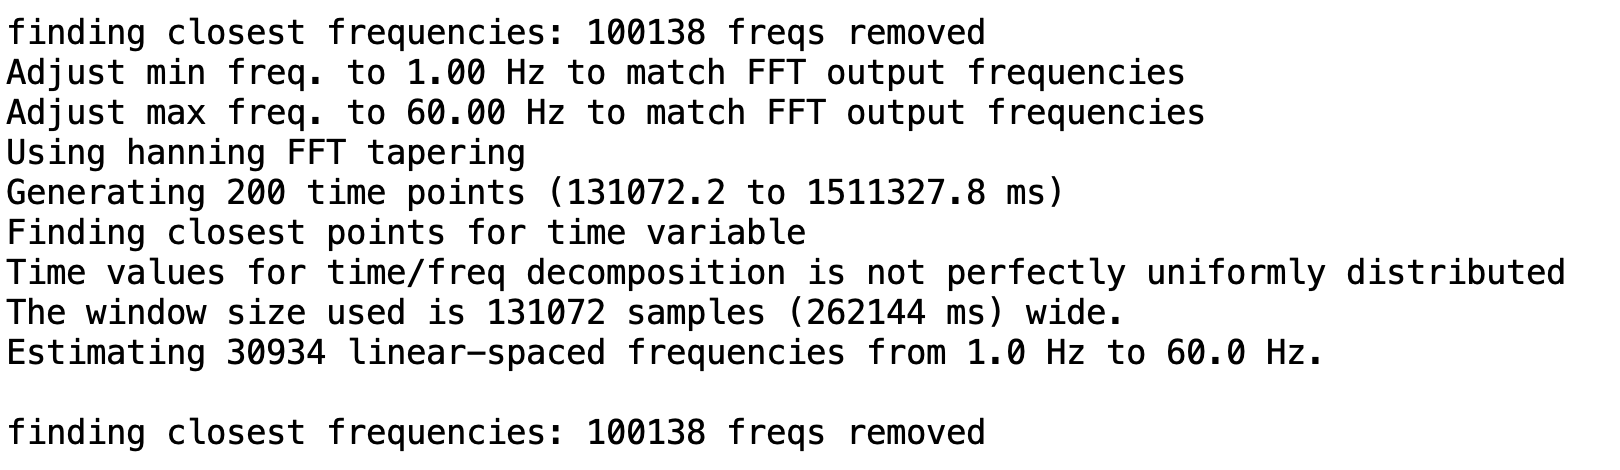 finding closest frequencies: 100138 freqs removed
Adjust min freq. to 1.00 Hz to match FFT output frequencies
Adjust max freq. to 60.00 Hz to match FFT output frequencies
Using hanning FFT tapering
Generating 200 time points (131072.2 to 1511327.8 ms)
Finding closest points for time variable
Time values for time/freq decomposition is not perfectly uniformly distributed
The window size used is 131072 samples (262144 ms) wide.
Estimating 30934 linear-spaced frequencies from 1.0 Hz to 60.0 Hz.
finding closest frequencies: 100138 freqs removed